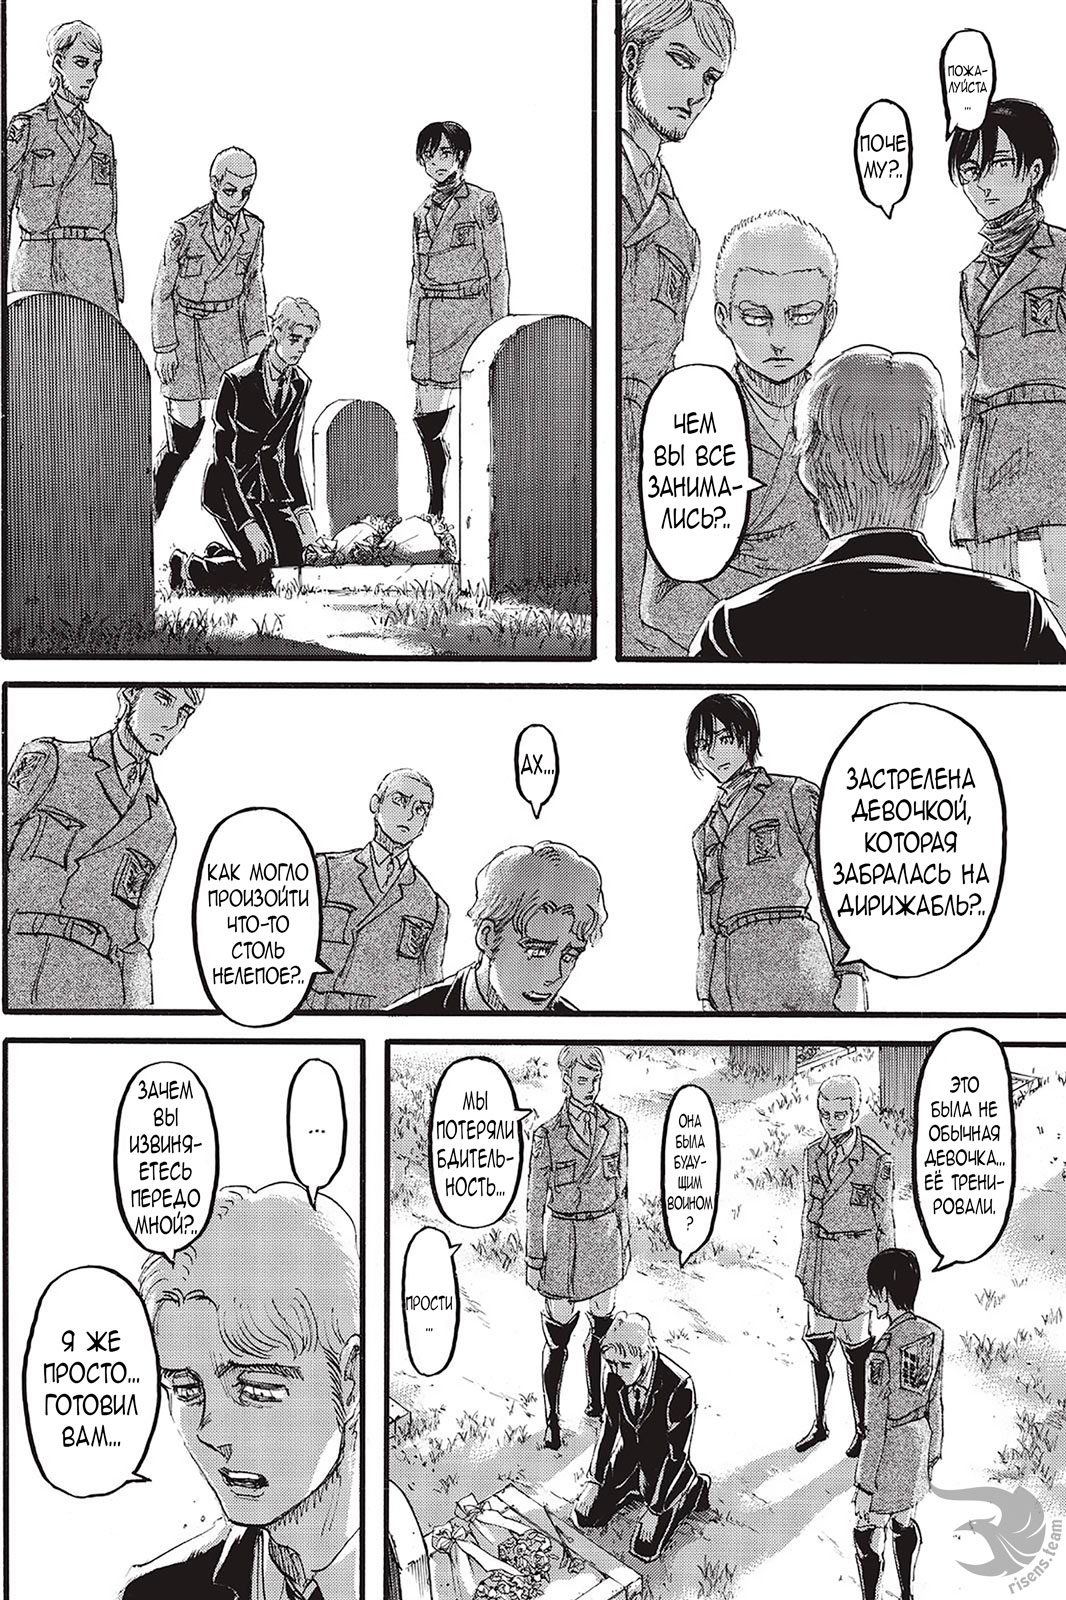 ПОЖА-
ЛУЙСТА
...
ПОЧЕ
МУ?..
ЧЕМ
ВЫ ВСЕ
ЗАНИМА-
ЛИСЬ?..
ЗАСТРЕЛЕНА
ДЕВОЧКОЙ,
КОТОРАЯ
ЗАБРАЛАСЬ НА
ДИРИЖАБЛЬ?..
АХ...
КАК МОГЛО
ПРОИЗОЙТИ
ЧТО-ТО
СТОЛЬ
НЕЛЕПОЕ?..
ЭТО
БЫЛА НЕ
ОБЫЧНАЯ
ДЕВОЧКА...
ЕЁ ТРЕНИ-
РОВАЛИ.
ОНА БЫЛА
БУДУ-
ЩИМ
ВОИНОМ
?
МЫ
ПОТЕРЯЛИ
БДИТЕЛЬ-
НОСТЬ...
ПРОСТИ
...
...
ЗАЧЕМ
ВЫ
ИЗВИНЯ-
ЕТЕСЬ
ПЕРЕДО
МНОЙ?..
Я ЖЕ
ПРОСТО...
ГОТОВИЛ
ВАМ...
risens.team